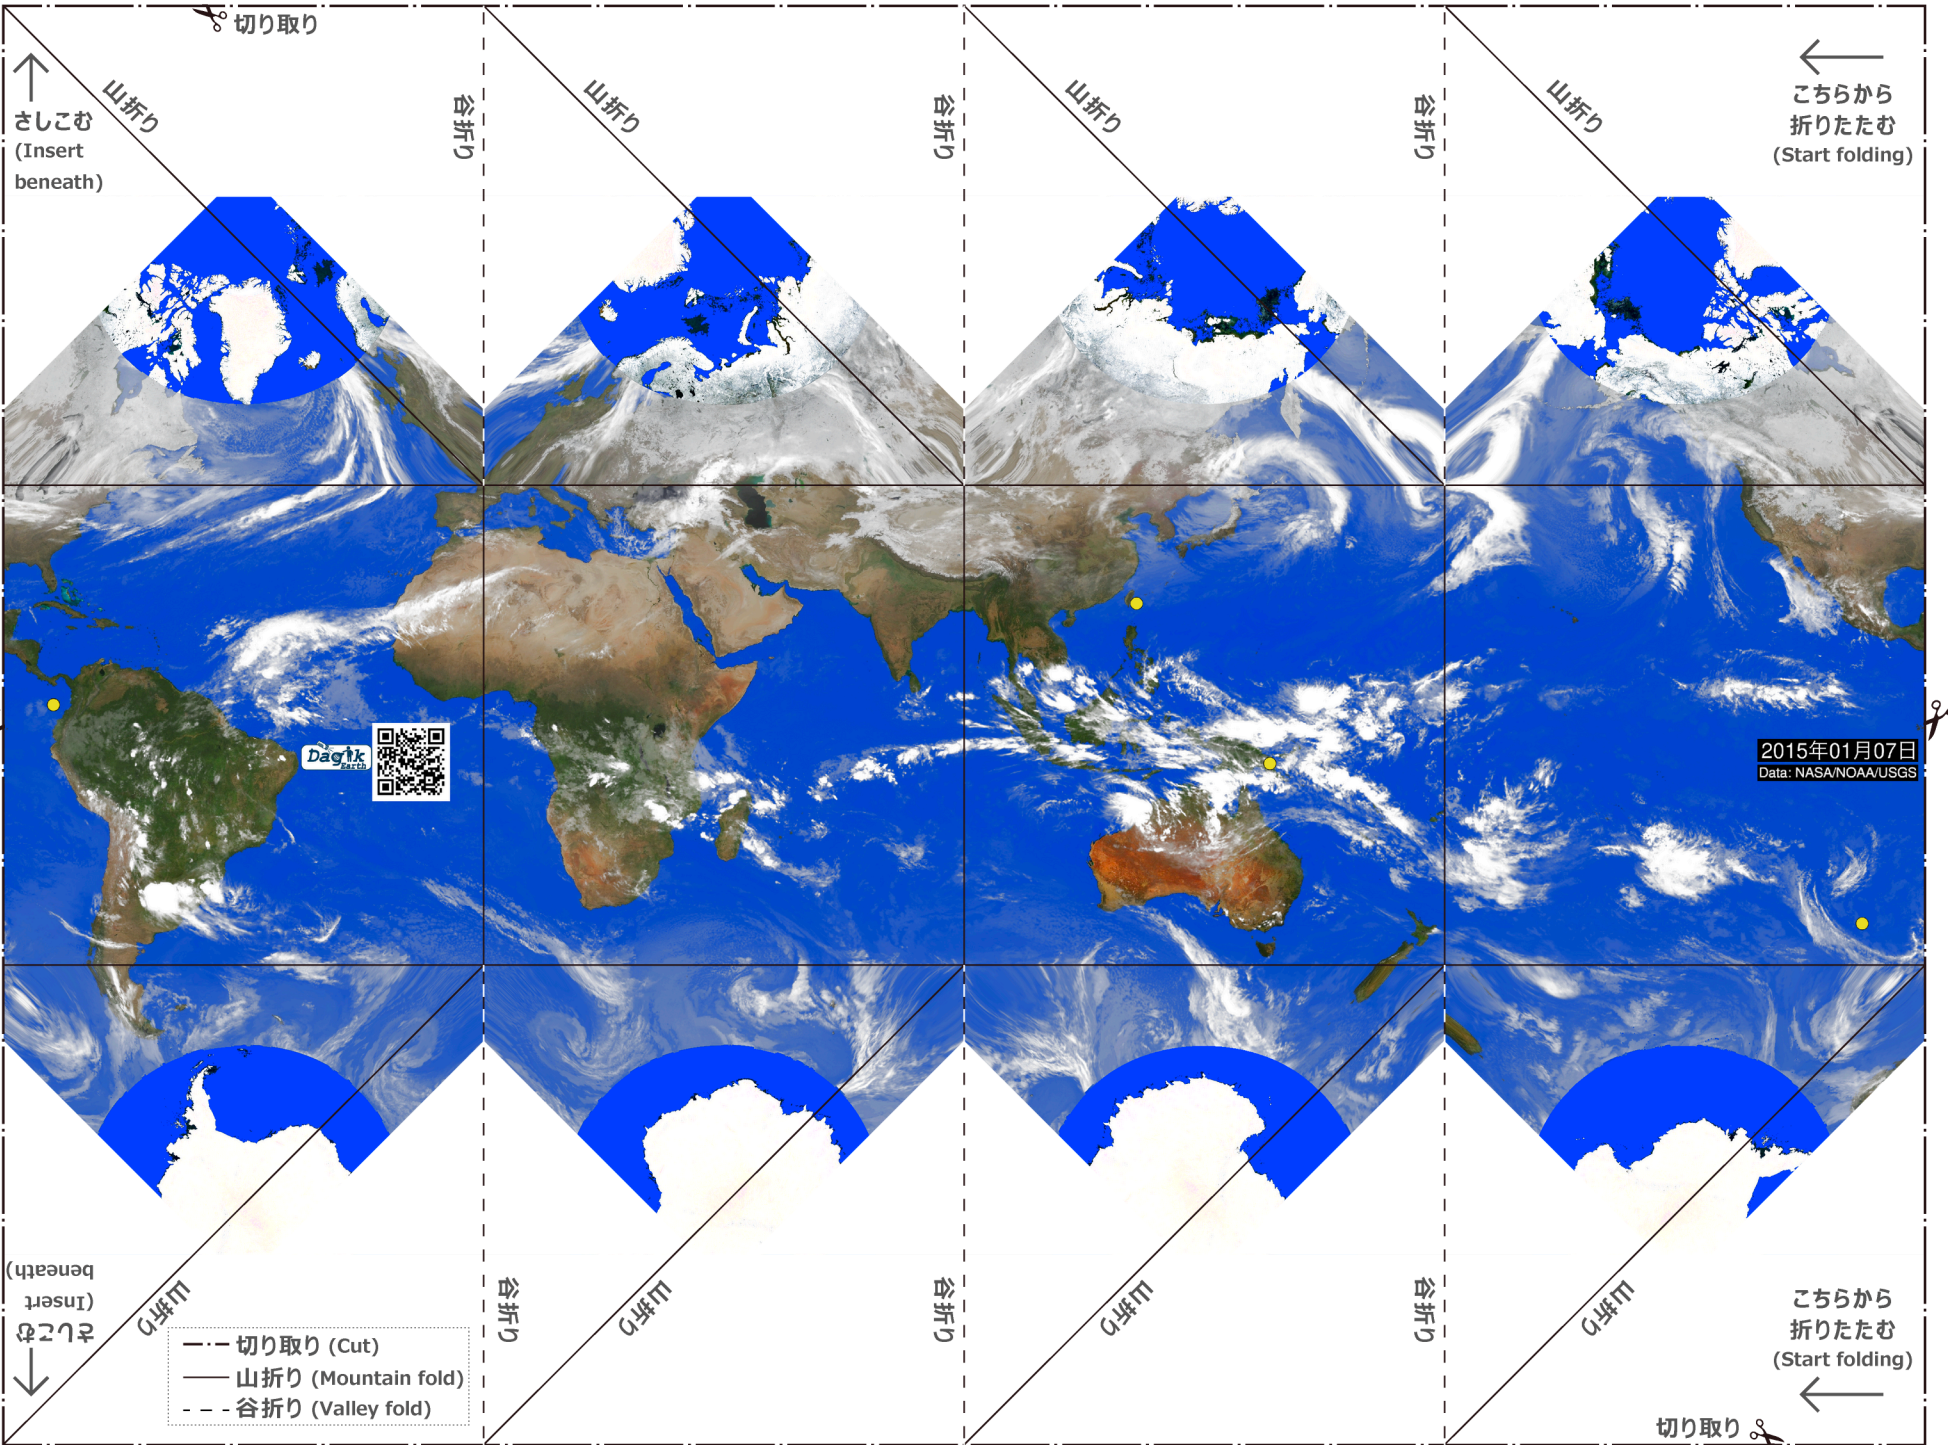 切り取り
山折り
谷折り
山折り
谷折り
山折り
谷折り
山折り
さしこむ
(Insert
beneath)
こちらから
折りたたむ
(Start folding)
Dagik
Earth
2015年01月07日
Data: NASA/NOAA/USGS
さしこむ
(Insert
beneath)
山折り
谷折り
山折り
谷折り
山折り
谷折り
山折り
こちらから
折りたたむ
(Start folding)
切り取り (Cut)
山折り (Mountain fold)
谷折り (Valley fold)
切り取り